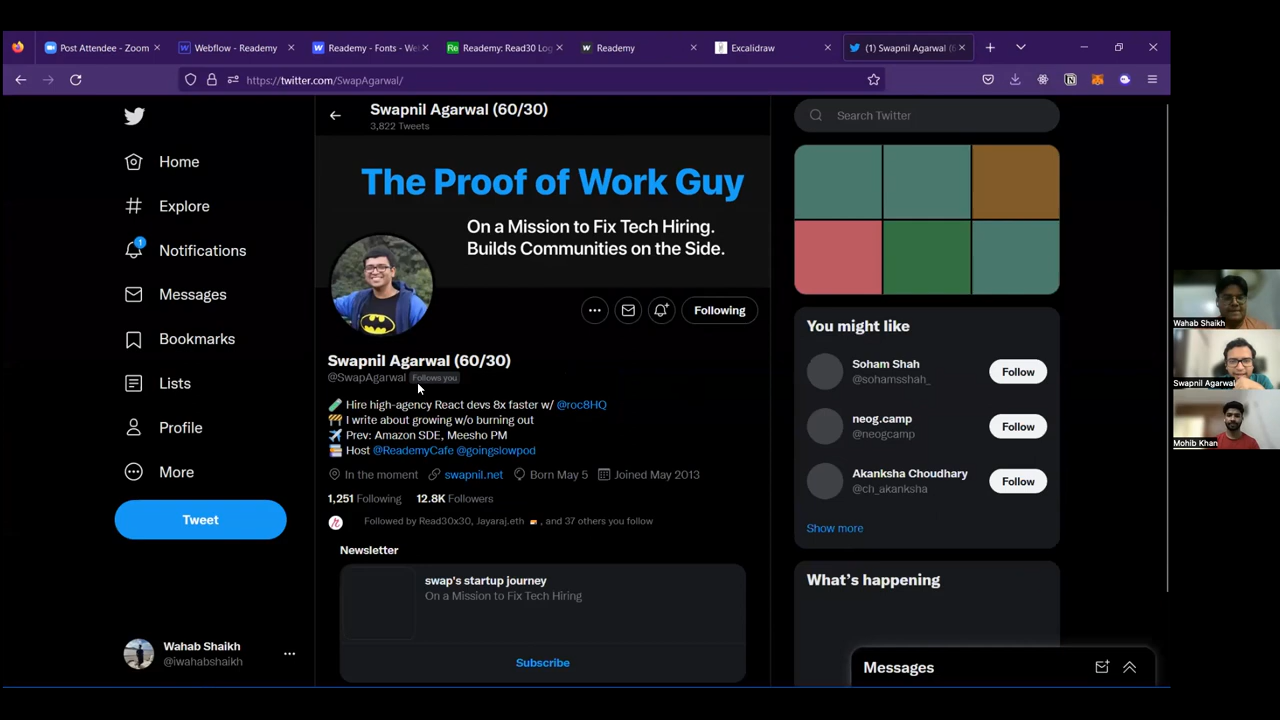 Post Attendee - Zoom
Webflow - Reademy
Reademy - Fonts - We
Reademy: Read30 Log
Reademy
Excalidraw
(1) Swapnil Agarwal (6
https://twitter.com/SwapAgarwal/
Home
Explore
1
Notifications
Messages
Bookmarks
Lists
Profile
More
Tweet
Wahab Shaikh
@iwahabshaikh
Swapnil Agarwal (60/30)
3,822 Tweets
The Proof of Work Guy
On a Mission to Fix Tech Hiring.
Builds Communities on the Side.
Following
Swapnil Agarwal (60/30)
@SwapAgarwal Follows you
Hire high-agency React devs 8x faster w/ @roc8HQ
I write about growing w/o burning out
Prev: Amazon SDE, Meesho PM
Host @ReademyCafe @goingslowpod
In the moment swapnil.net Born May 5 Joined May 2013
1,251 Following 12.8K Followers
Followed by Read30x30, Jayaraj.eth , and 37 others you follow
Newsletter
swap's startup journey
On a Mission to Fix Tech Hiring
Subscribe
Search Twitter
You might like
Soham Shah
@sohamsshah_
Follow
neog.camp
@neogcamp
Follow
Akanksha Choudhary
@ch_akanksha
Follow
Show more
What's happening
Messages
Wahab Shaikh
Swapnil Agarwal
Mohib Khan